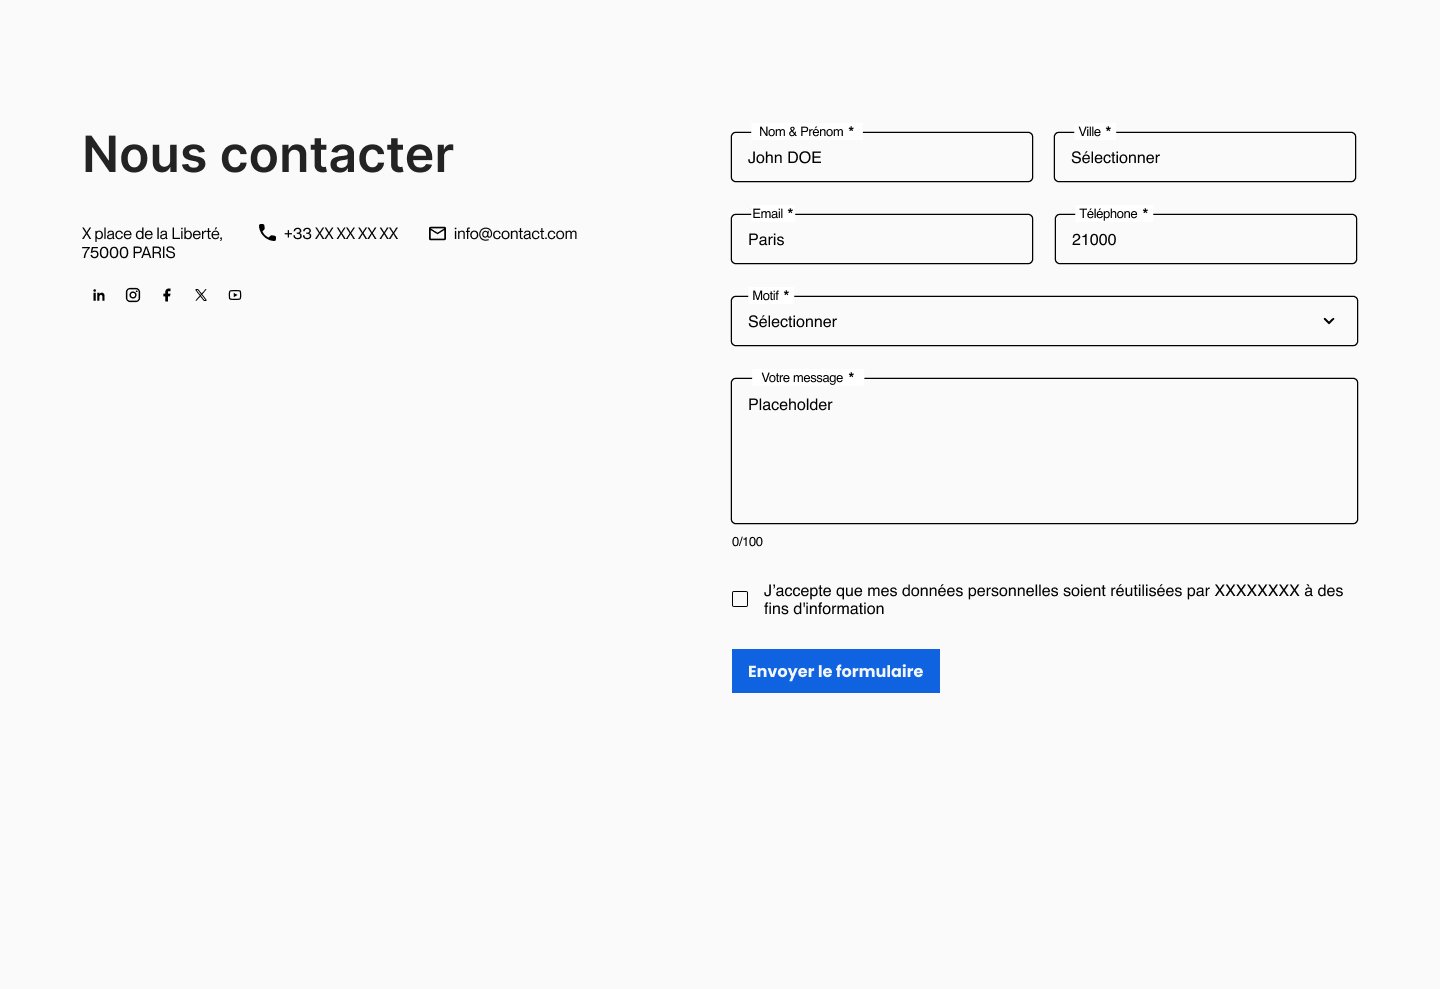 Nous contacter
X place de la Liberté,
75000 PARIS
+33 XX XX XX XX
info@contact.com
Nom & Prénom *
John DOE
Ville *
Sélectionner
Email *
Paris
Téléphone *
21000
Motif *
Sélectionner
Votre message *
Placeholder
0/100
J’accepte que mes données personnelles soient réutilisées par XXXXXXXX à des
fins d'information
Envoyer le formulaire